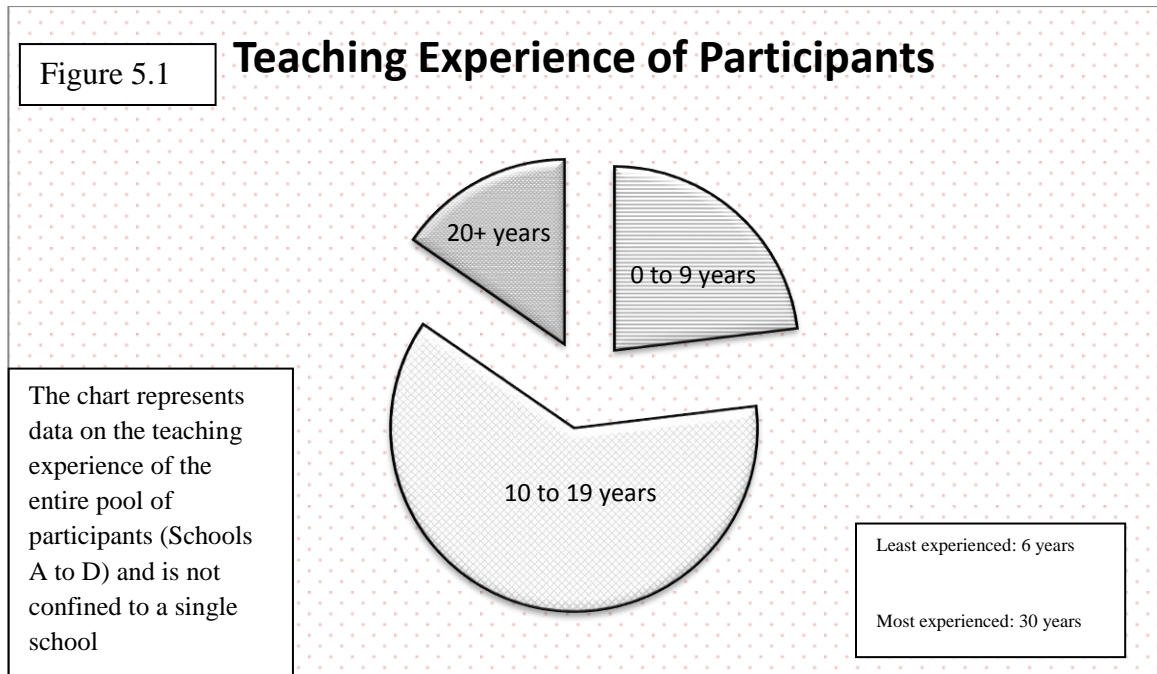 Figure 5.1
Teaching Experience of Participants
20+ years
0 to 9 years
10 to 19 years
The chart represents
data on the teaching
experience of the
entire pool of
participants (Schools
A to D) and is not
confined to a single
school
Least experienced: 6 years
Most experienced: 30 years